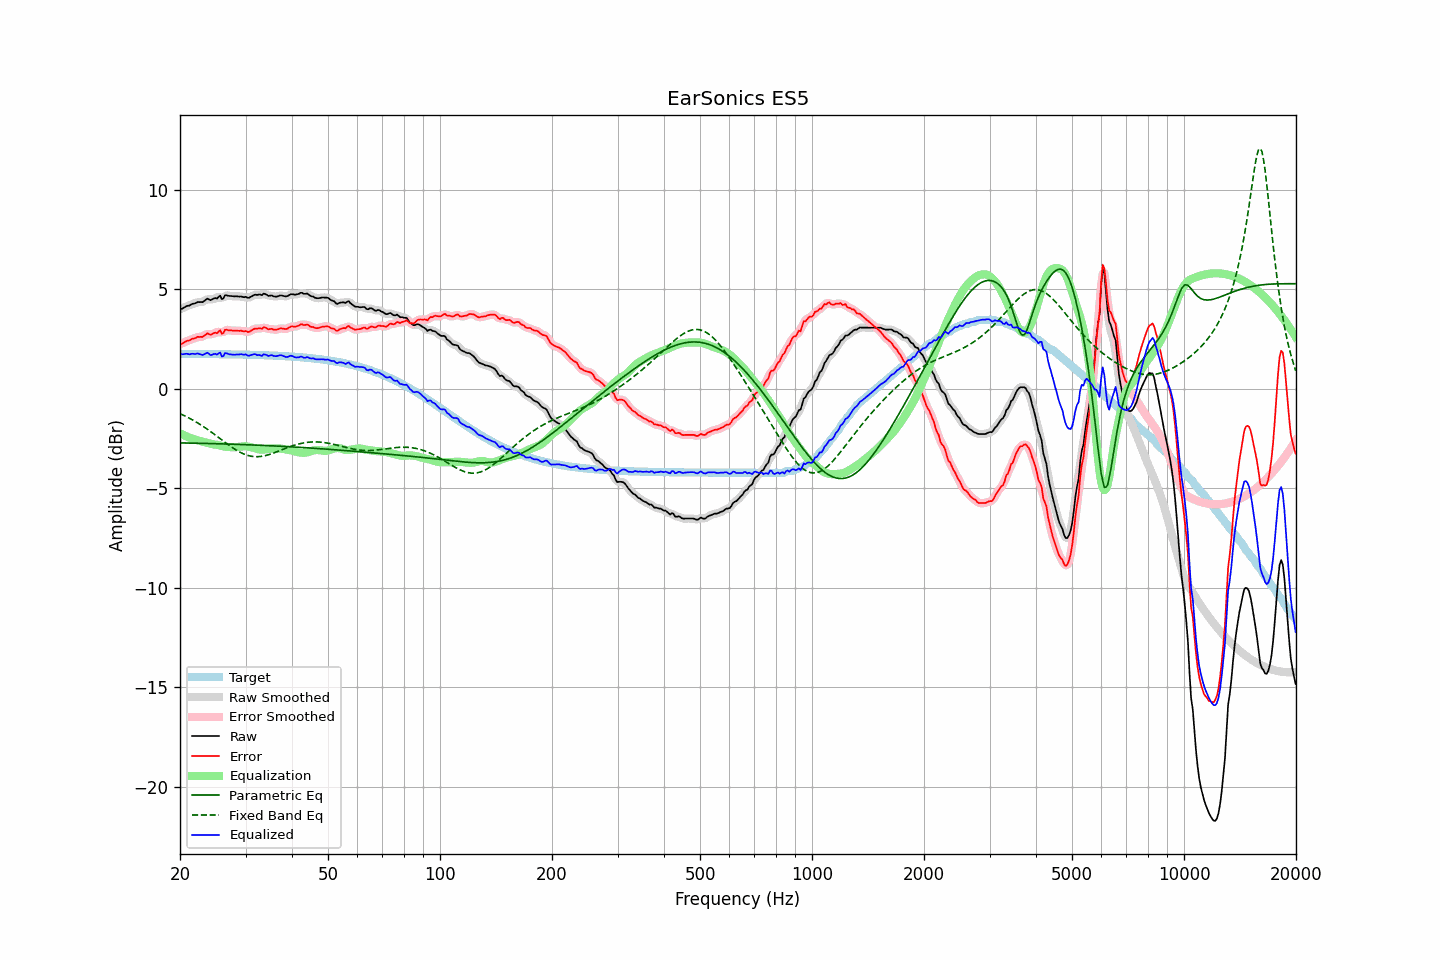 EarSonics ES5
Amplitude (dBr)
10
5
0
−5
−10
−15
−20
Target
Raw Smoothed
Error Smoothed
Raw
Error
Equalization
Parametric Eq
Fixed Band Eq
Equalized
20 50 100 200 500 1000 2000 5000 10000 20000
Frequency (Hz)